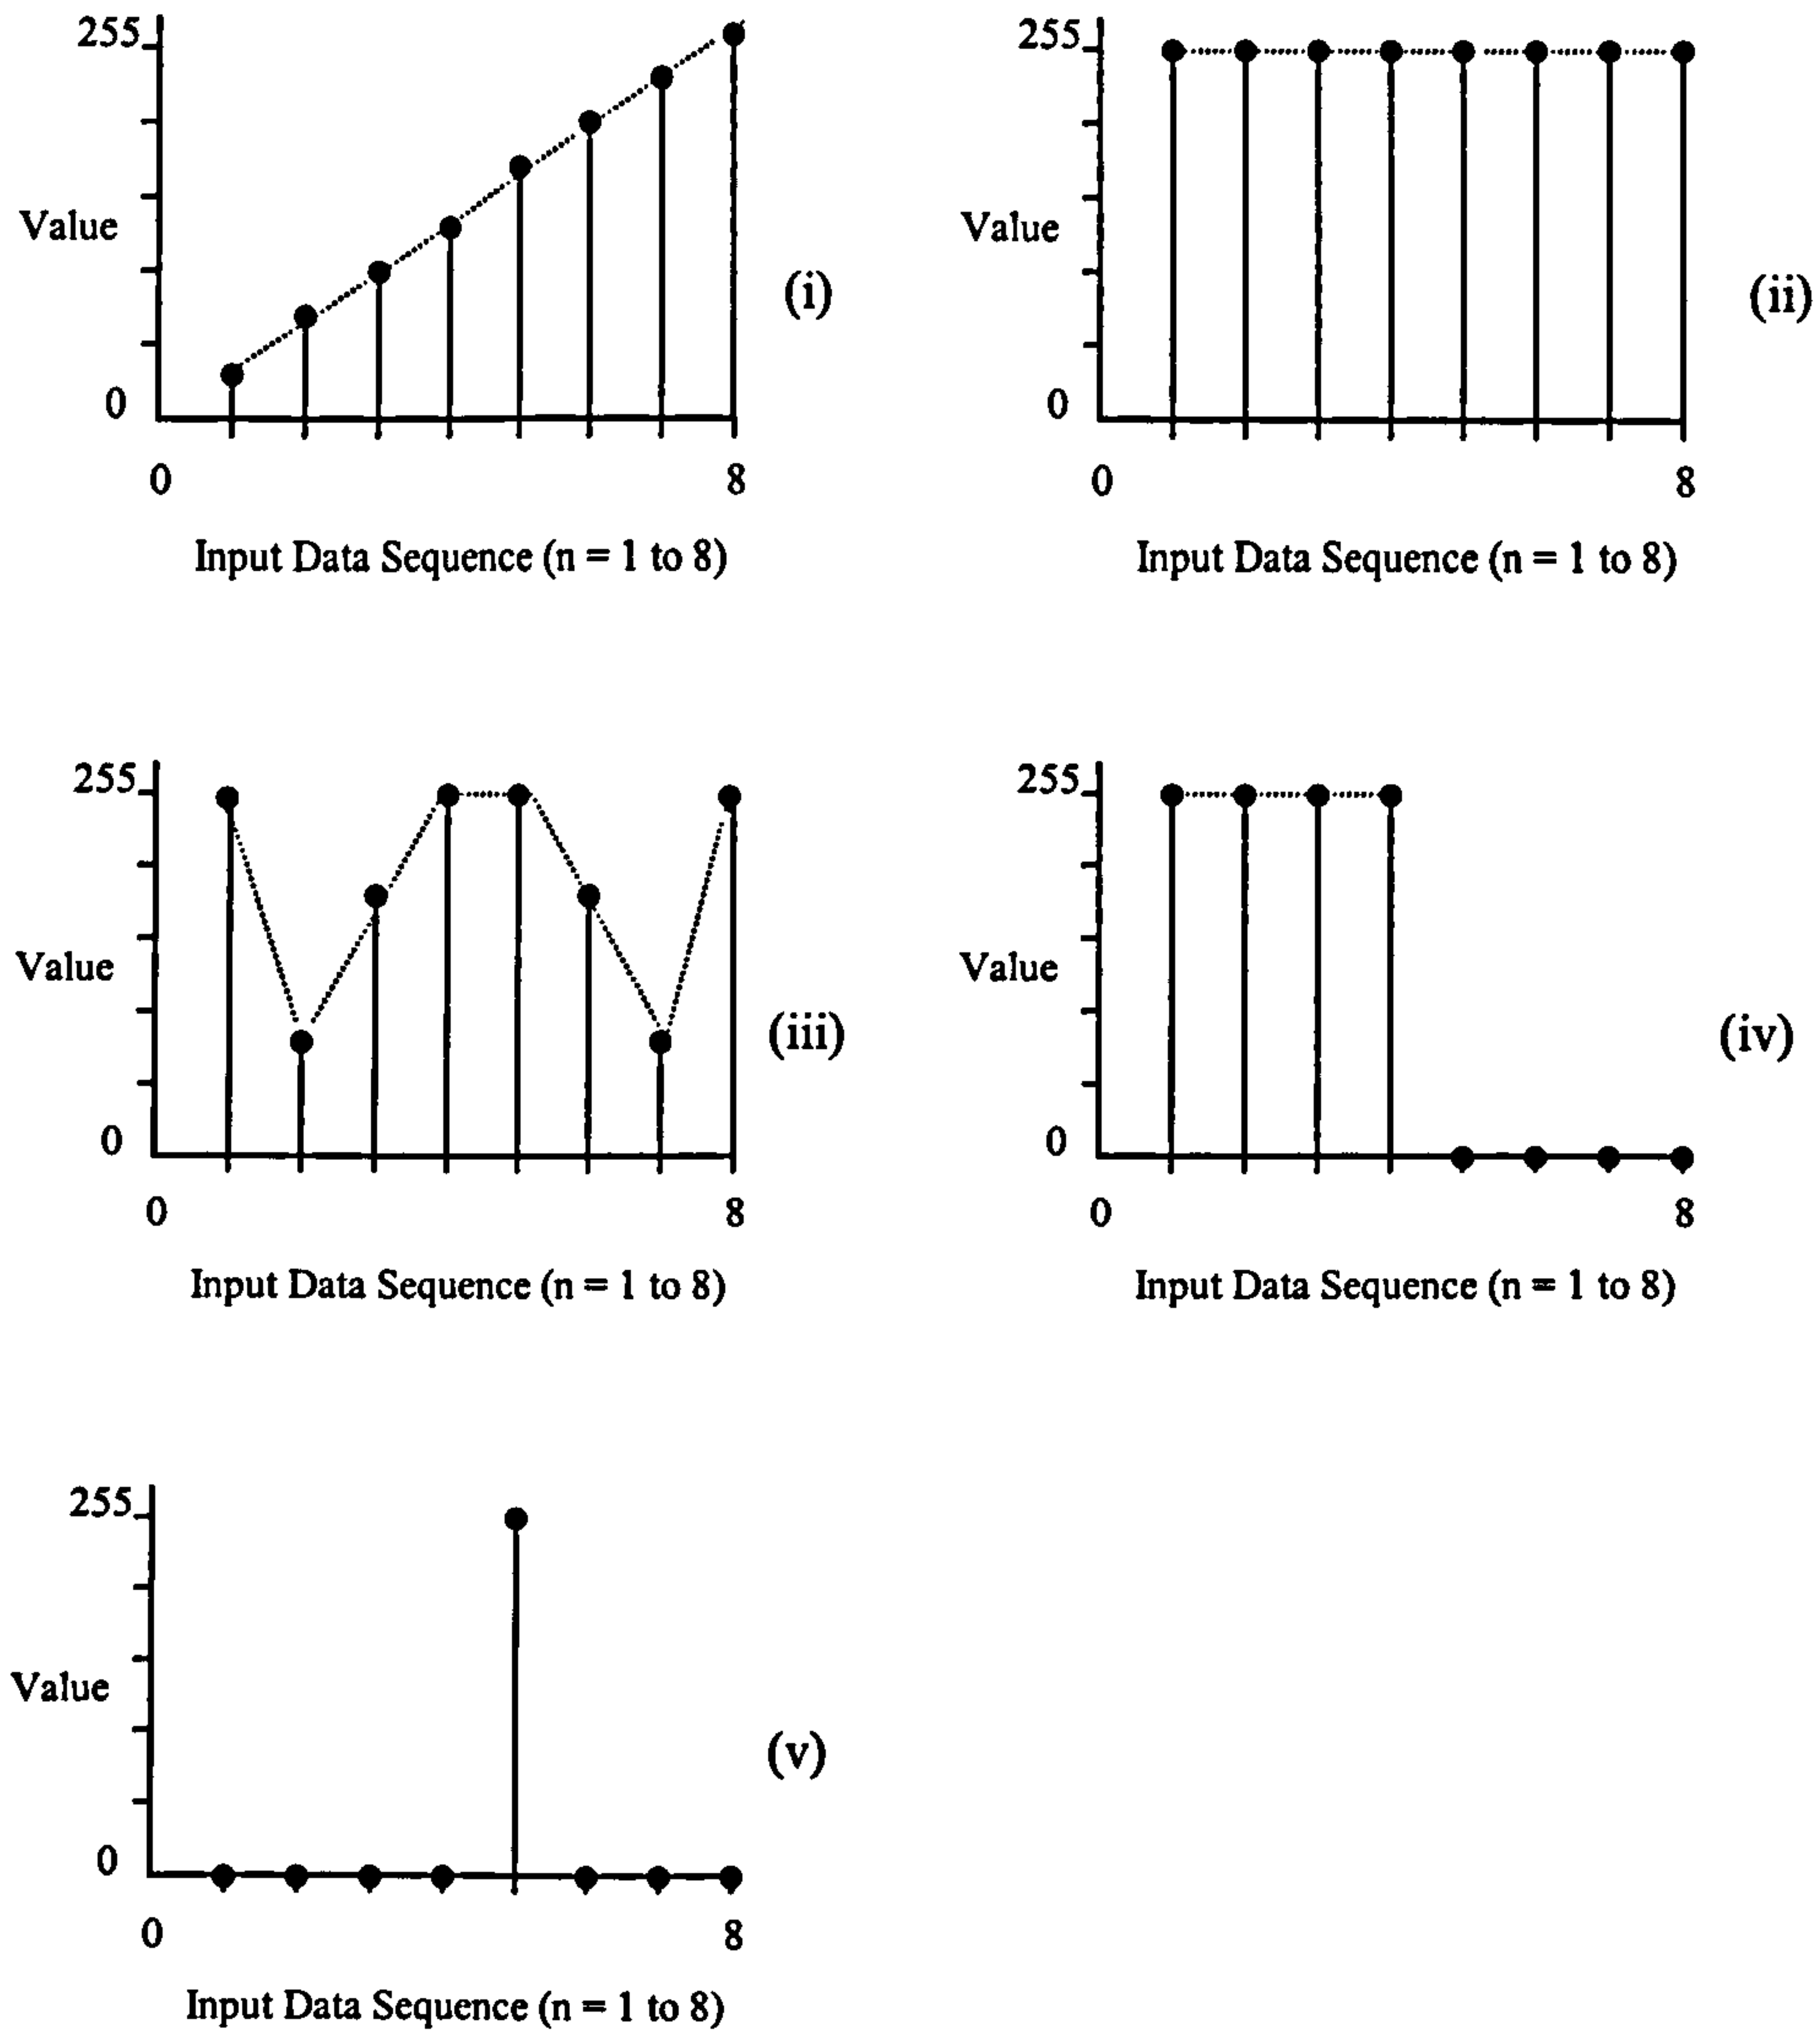 255
Value
0
0
8
Input Data Sequence (n = 1 to 8)
(i)
255
Value
0
0
8
Input Data Sequence (n = 1 to 8)
(ii)
255
Value
0
0
8
Input Data Sequence (n = 1 to 8)
(iii)
255
Value
0
0
8
Input Data Sequence (n = 1 to 8)
(iv)
255
Value
0
0
8
Input Data Sequence (n = 1 to 8)
(v)